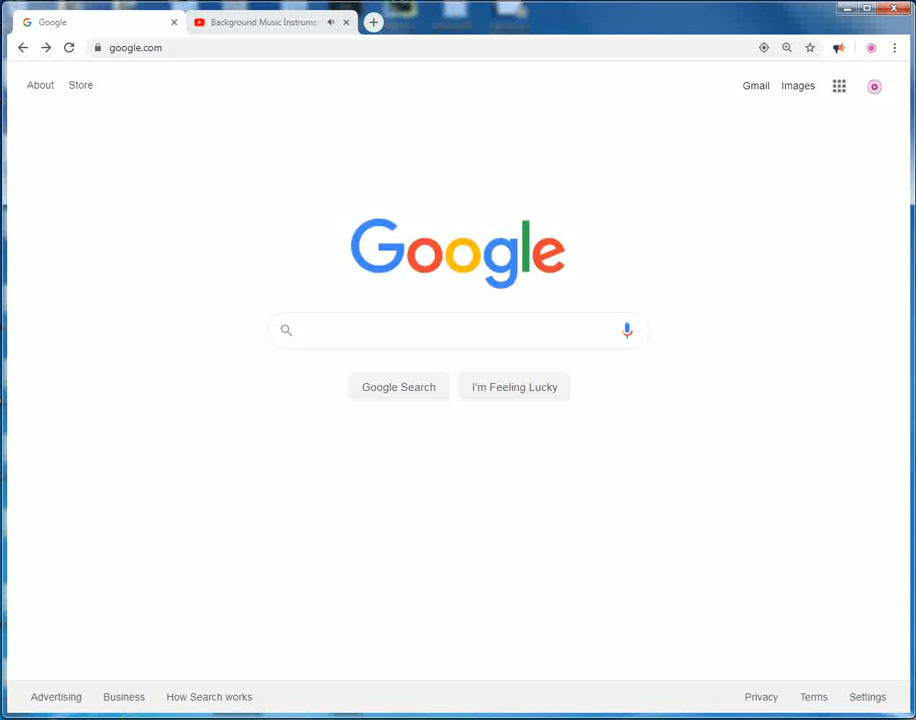 Google
Background Music Instrume
google.com
About Store
Gmail Images
Google
Google Search I'm Feeling Lucky
Advertising Business How Search works
Privacy Terms Settings